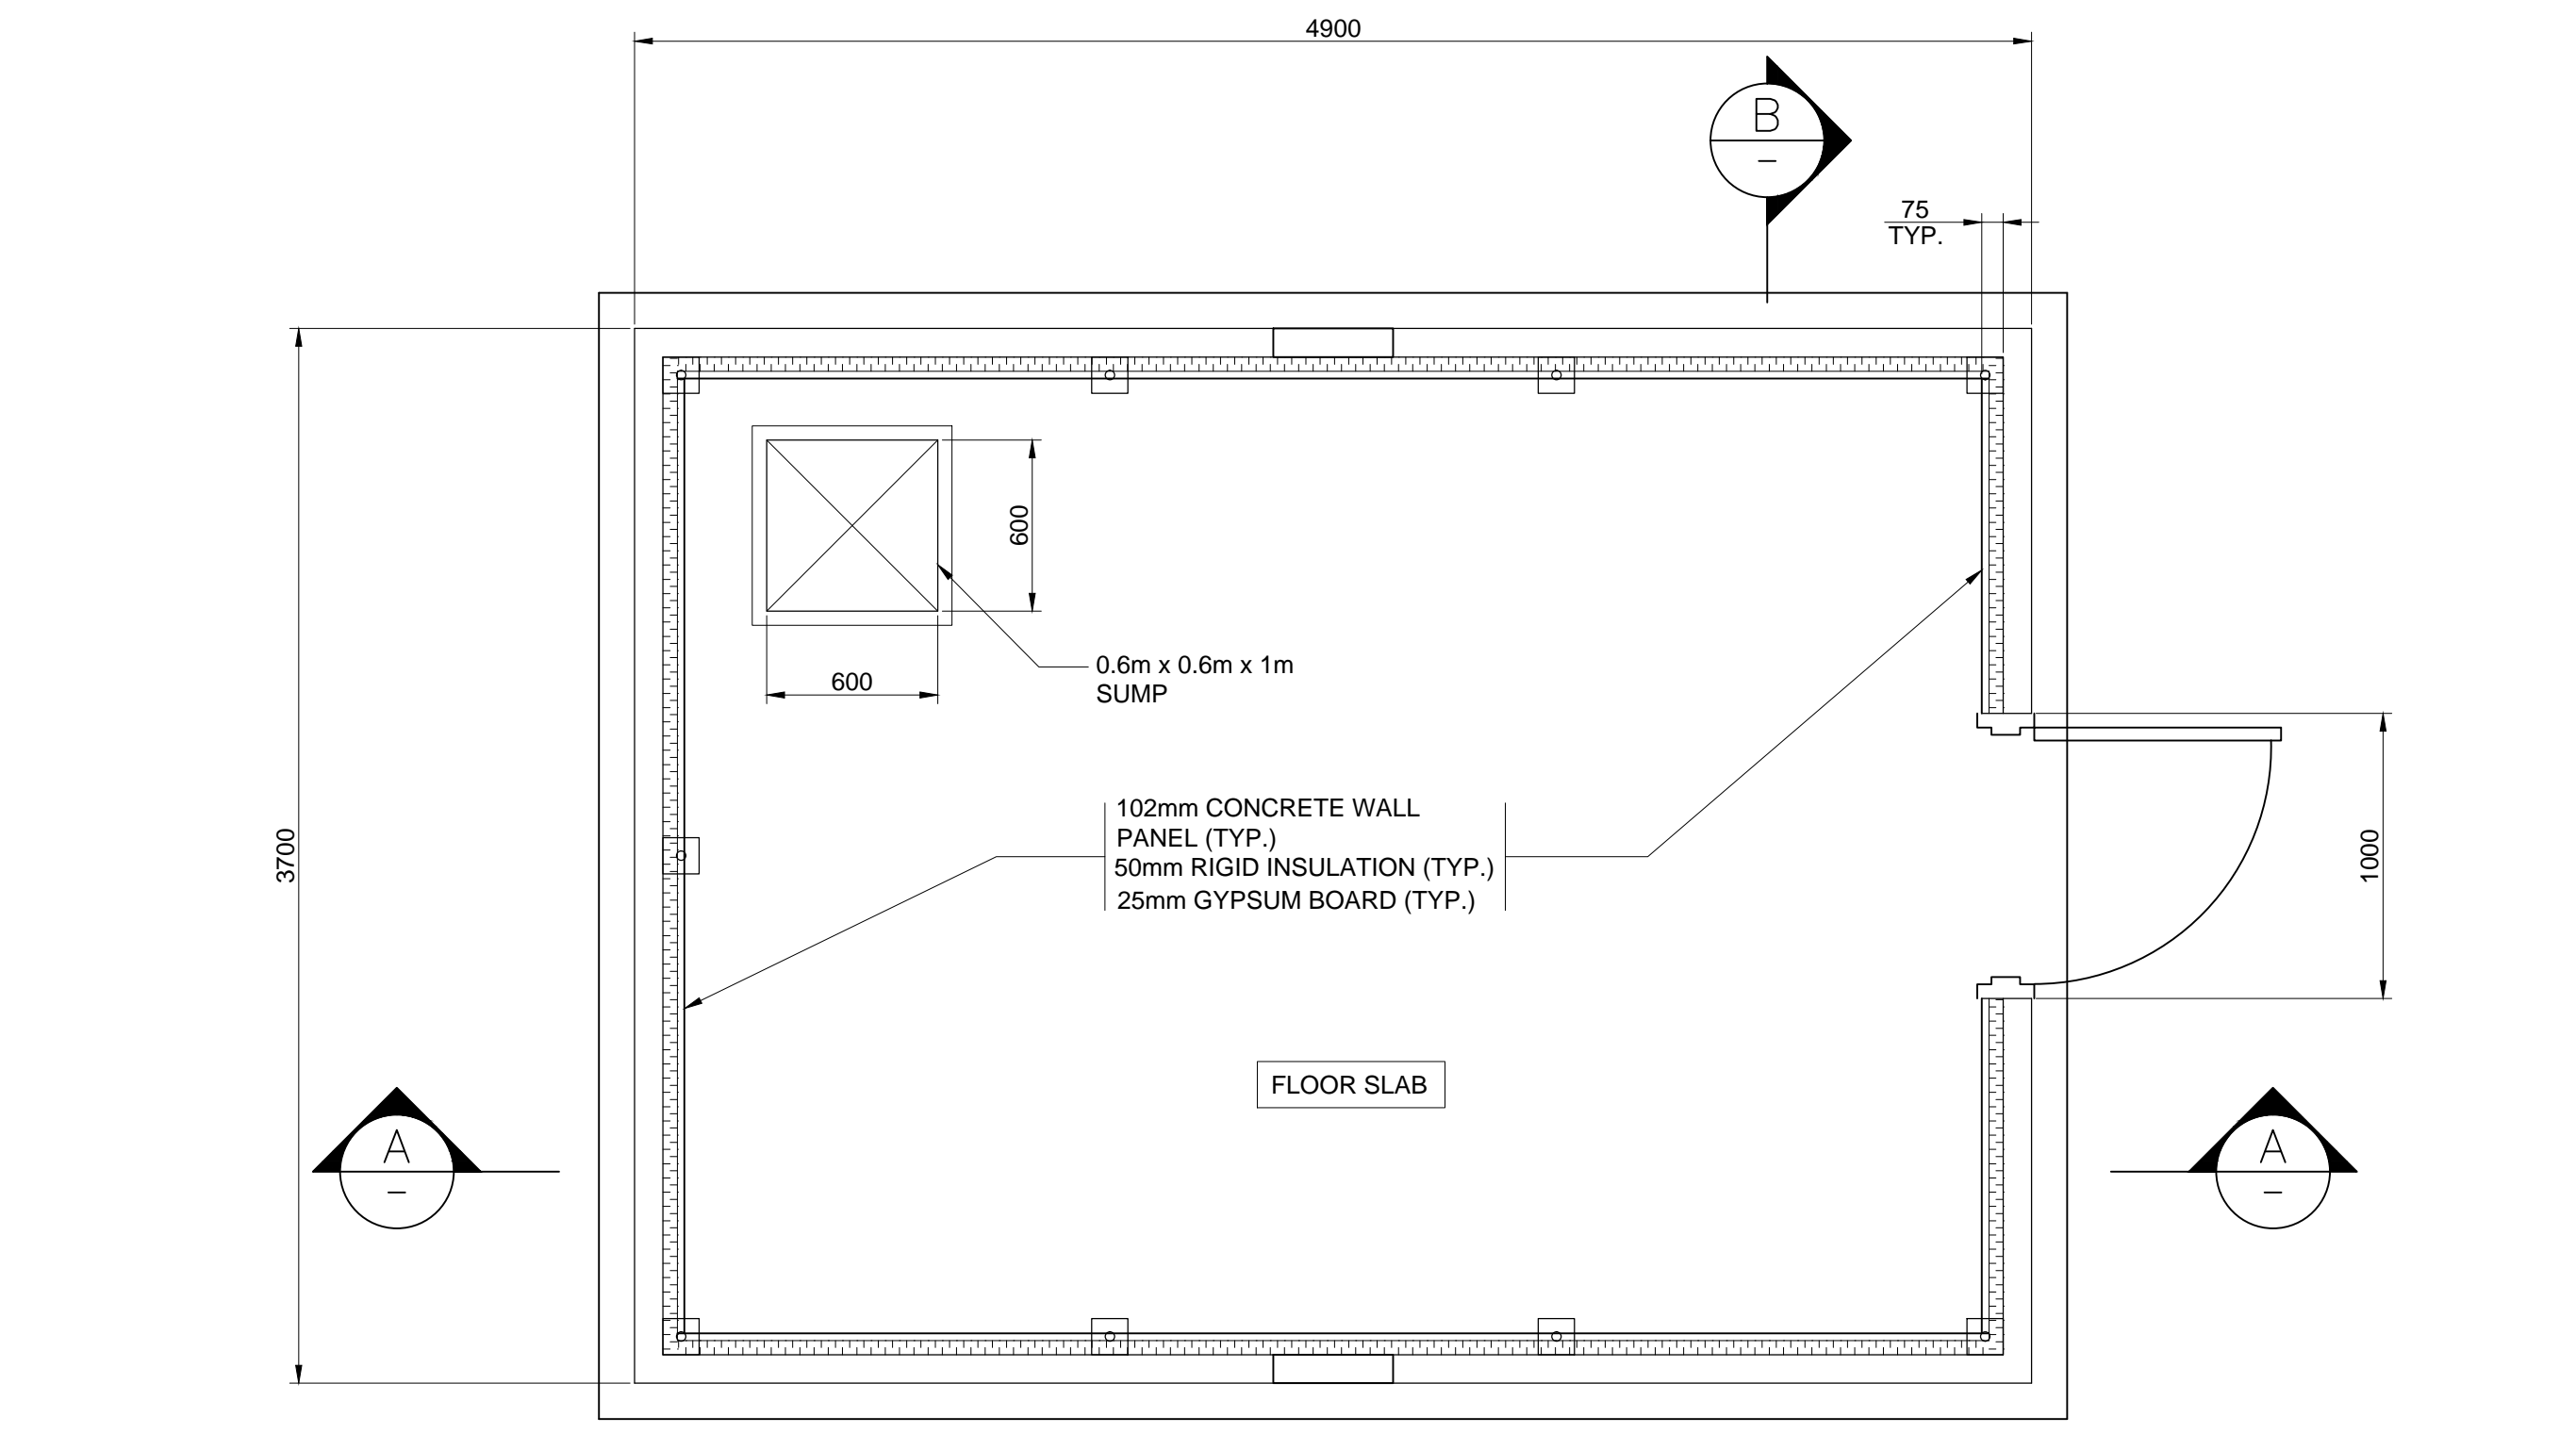 4900
B
–
75
TYP.
600
600
0.6m x 0.6m x 1m
SUMP
3700
102mm CONCRETE WALL
PANEL (TYP.)
50mm RIGID INSULATION (TYP.)
25mm GYPSUM BOARD (TYP.)
1000
FLOOR SLAB
A
–
A
–